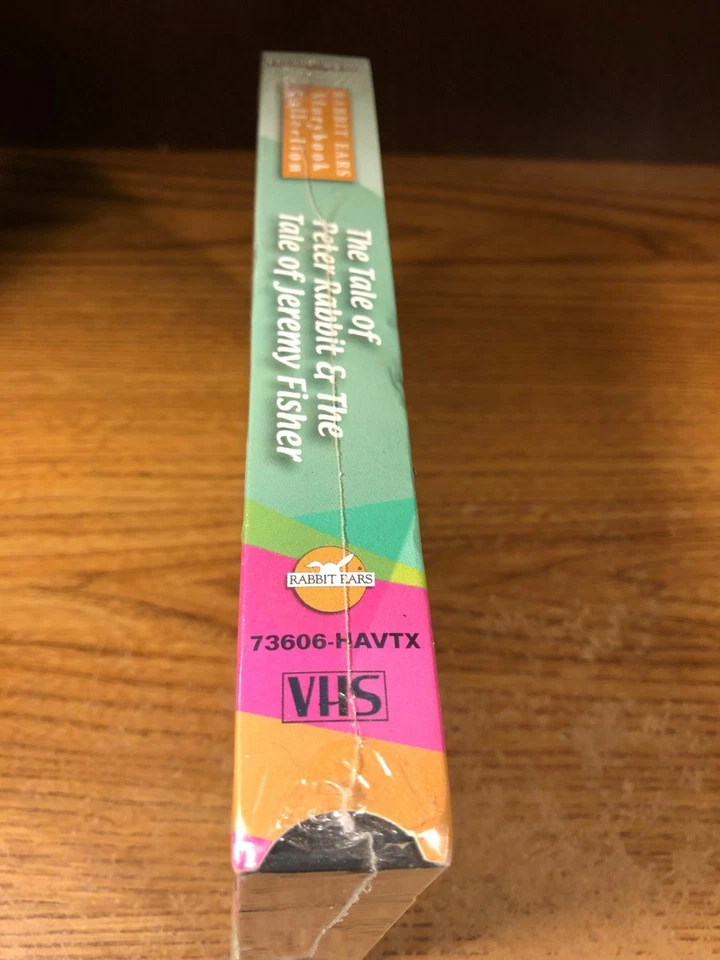 RABBIT EARS
Storybook
Collection
The Tale of
Peter Rabbit & The
Tale of Jeremy Fisher
RABBIT EARS
73606-HAVTX
VHS